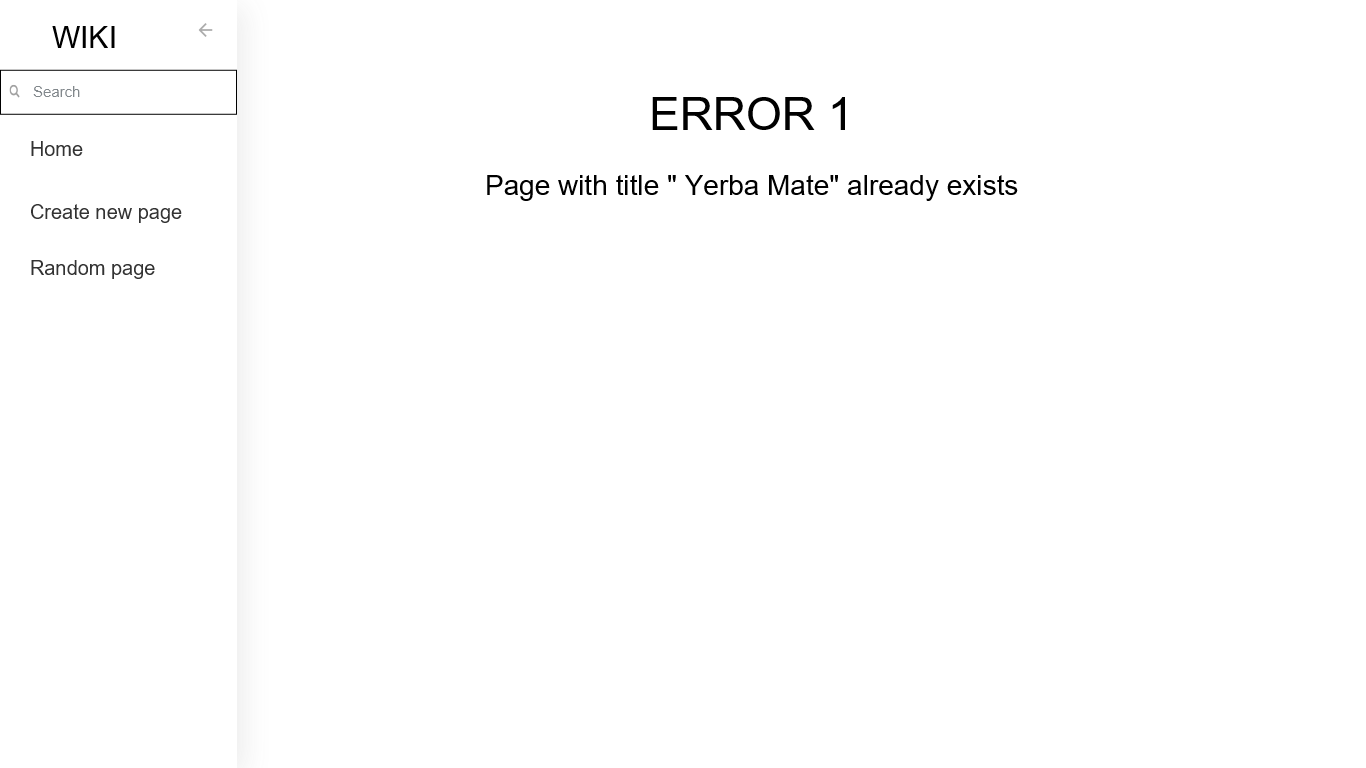 WIKI
Search
Home
Create new page
Random page
ERROR 1
Page with title " Yerba Mate" already exists